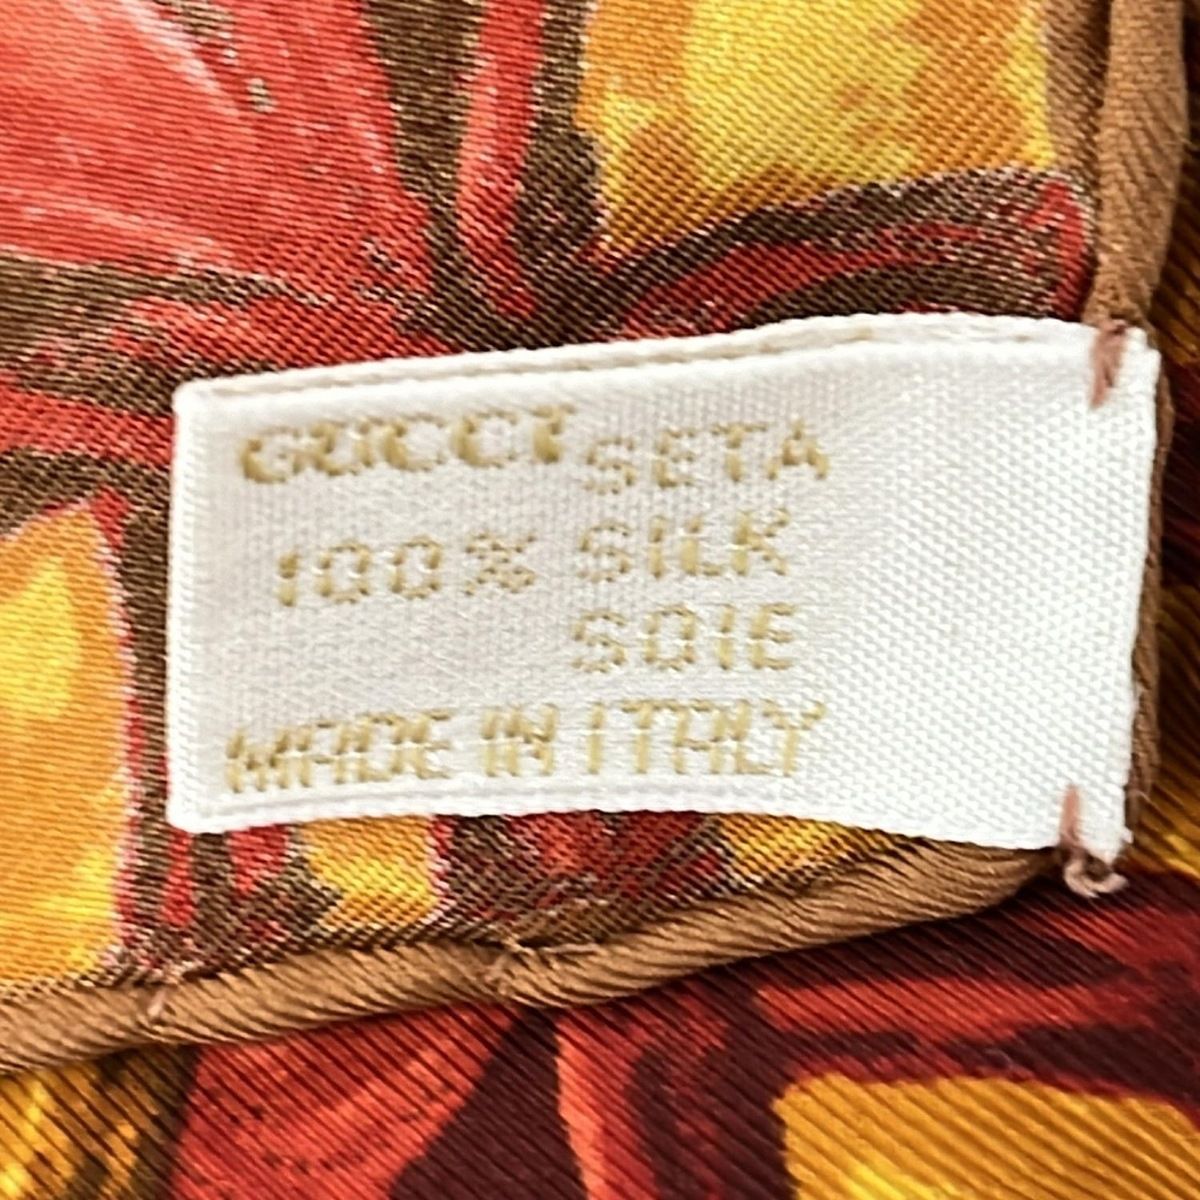 GUCCI SETA
100% SILK
SOIE
MADE IN ITALY